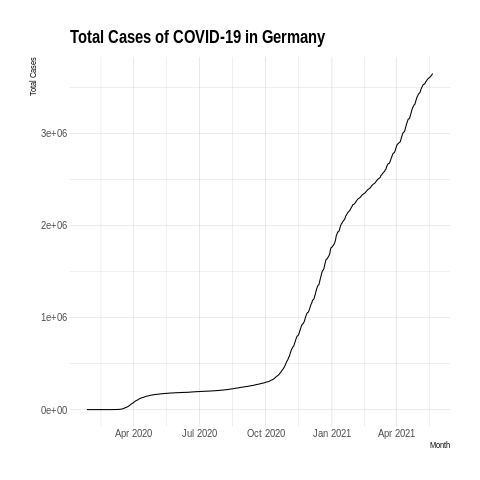 Total Cases of COVID-19 in Germany
Total Cases
3e+06
2e+06
1e+06
0e+00
Apr 2020
Jul 2020
Oct 2020
Jan 2021
Apr 2021
Month